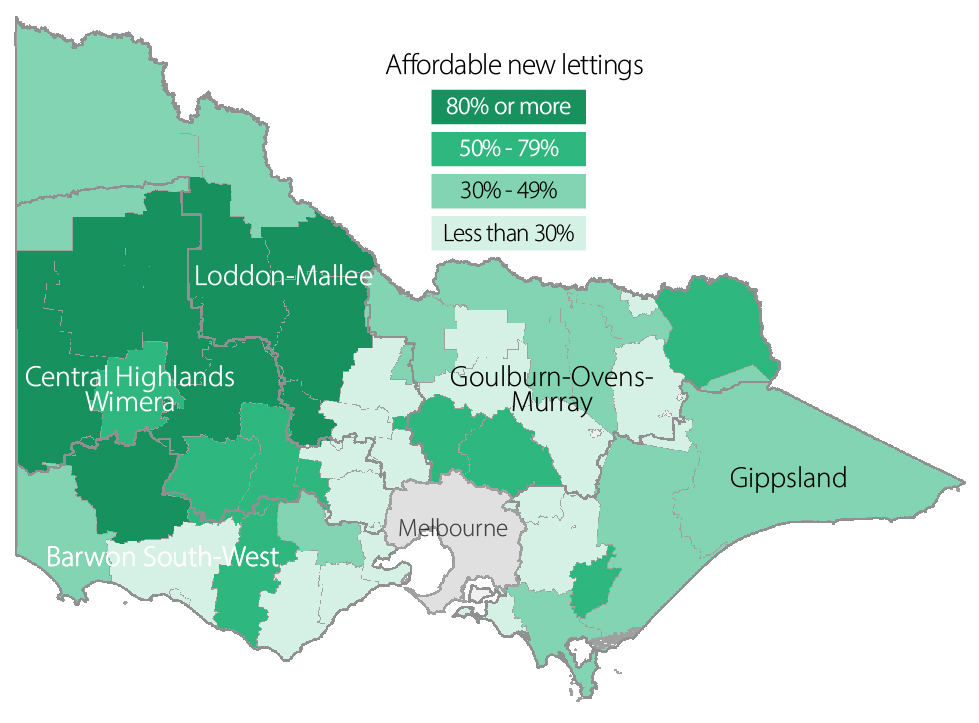 Affordable new lettings
80% or more
50% - 79%
30% - 49%
Less than 30%
Loddon-Mallee
Central Highlands
Wimera
Goulburn-Ovens-
Murray
Gippsland
Melbourne
Barwon South-West